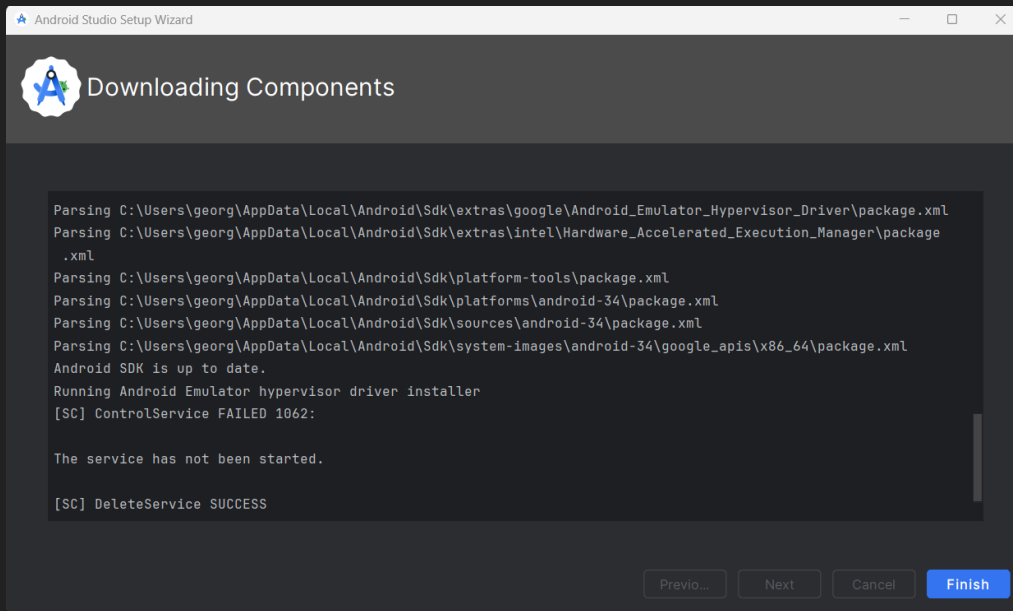 Android Studio Setup Wizard
Downloading Components
Parsing C:\Users\georg\AppData\Local\Android\Sdk\extras\google\Android_Emulator_Hypervisor_Driver\package.xml
Parsing C:\Users\georg\AppData\Local\Android\Sdk\extras\intel\Hardware_Accelerated_Execution_Manager\package
.xml
Parsing C:\Users\georg\AppData\Local\Android\Sdk\platform-tools\package.xml
Parsing C:\Users\georg\AppData\Local\Android\Sdk\platforms\android-34\package.xml
Parsing C:\Users\georg\AppData\Local\Android\Sdk\sources\android-34\package.xml
Parsing C:\Users\georg\AppData\Local\Android\Sdk\system-images\android-34\google_apis\x86_64\package.xml
Android SDK is up to date.
Running Android Emulator hypervisor driver installer
[SC] ControlService FAILED 1062:
The service has not been started.
[SC] DeleteService SUCCESS
Previo... Next Cancel Finish